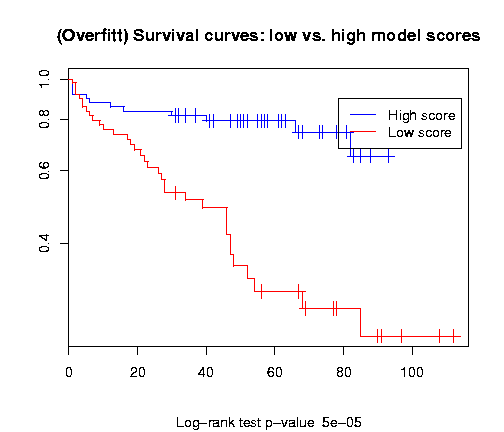 (Overfitt) Survival curves: low vs. high model scores
1.0
0.8
0.6
0.4
High score
Low score
0 20 40 60 80 100
Log−rank test p−value 5e−05